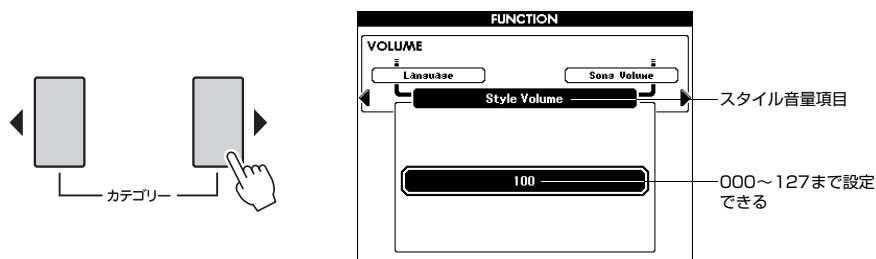 FUNCTION
VOLUME
Language
Song Volume
Style Volume
スタイル音量項目
100
000〜127まで設定
できる
カテゴリー